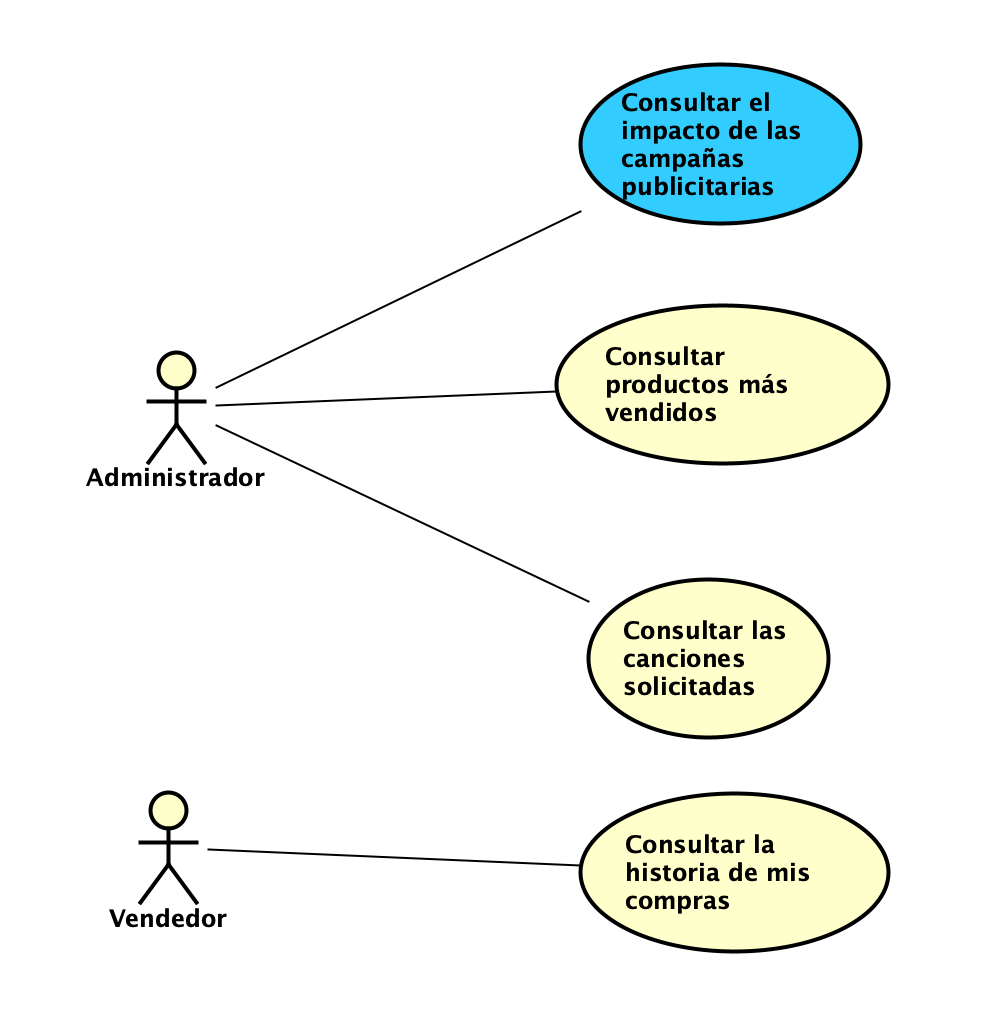 Consultar el
impacto de las
campañas
publicitarias
Consultar
productos más
vendidos
Administrador
Consultar las
canciones
solicitadas
Consultar la
historia de mis
compras
Vendedor